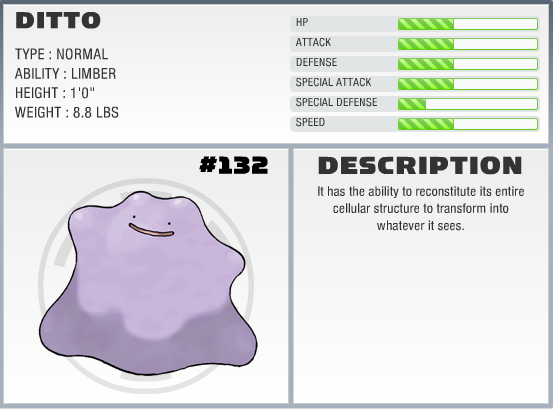 DITTO
TYPE : NORMAL
ABILITY : LIMBER
HEIGHT : 1'0"
WEIGHT : 8.8 LBS
HP
ATTACK
DEFENSE
SPECIAL ATTACK
SPECIAL DEFENSE
SPEED
#132
DESCRIPTION
It has the ability to reconstitute its entire
cellular structure to transform into
whatever it sees.